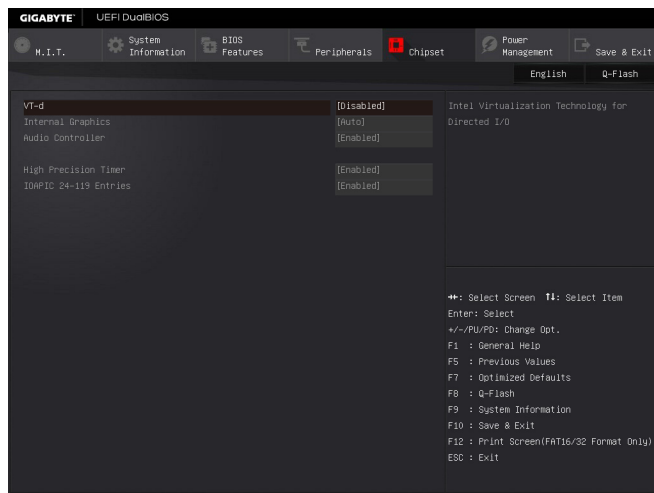 GIGABYTE™ UEFI DualBIOS
M.I.T. System Information BIOS Features Peripherals Chipset Power Management Save & Exit
English Q-Flash
VT-d [Disabled]
Internal Graphics [Auto]
Audio Controller [Enabled]
High Precision Timer [Enabled]
IOAPIC 24-119 Entries [Enabled]
Intel Virtualization Technology for
Directed I/O
→←: Select Screen ↑↓: Select Item
Enter: Select
+/-/PU/PD: Change Opt.
F1 : General Help
F5 : Previous Values
F7 : Optimized Defaults
F8 : Q-Flash
F9 : System Information
F10 : Save & Exit
F12 : Print Screen(FAT16/32 Format Only)
ESC : Exit